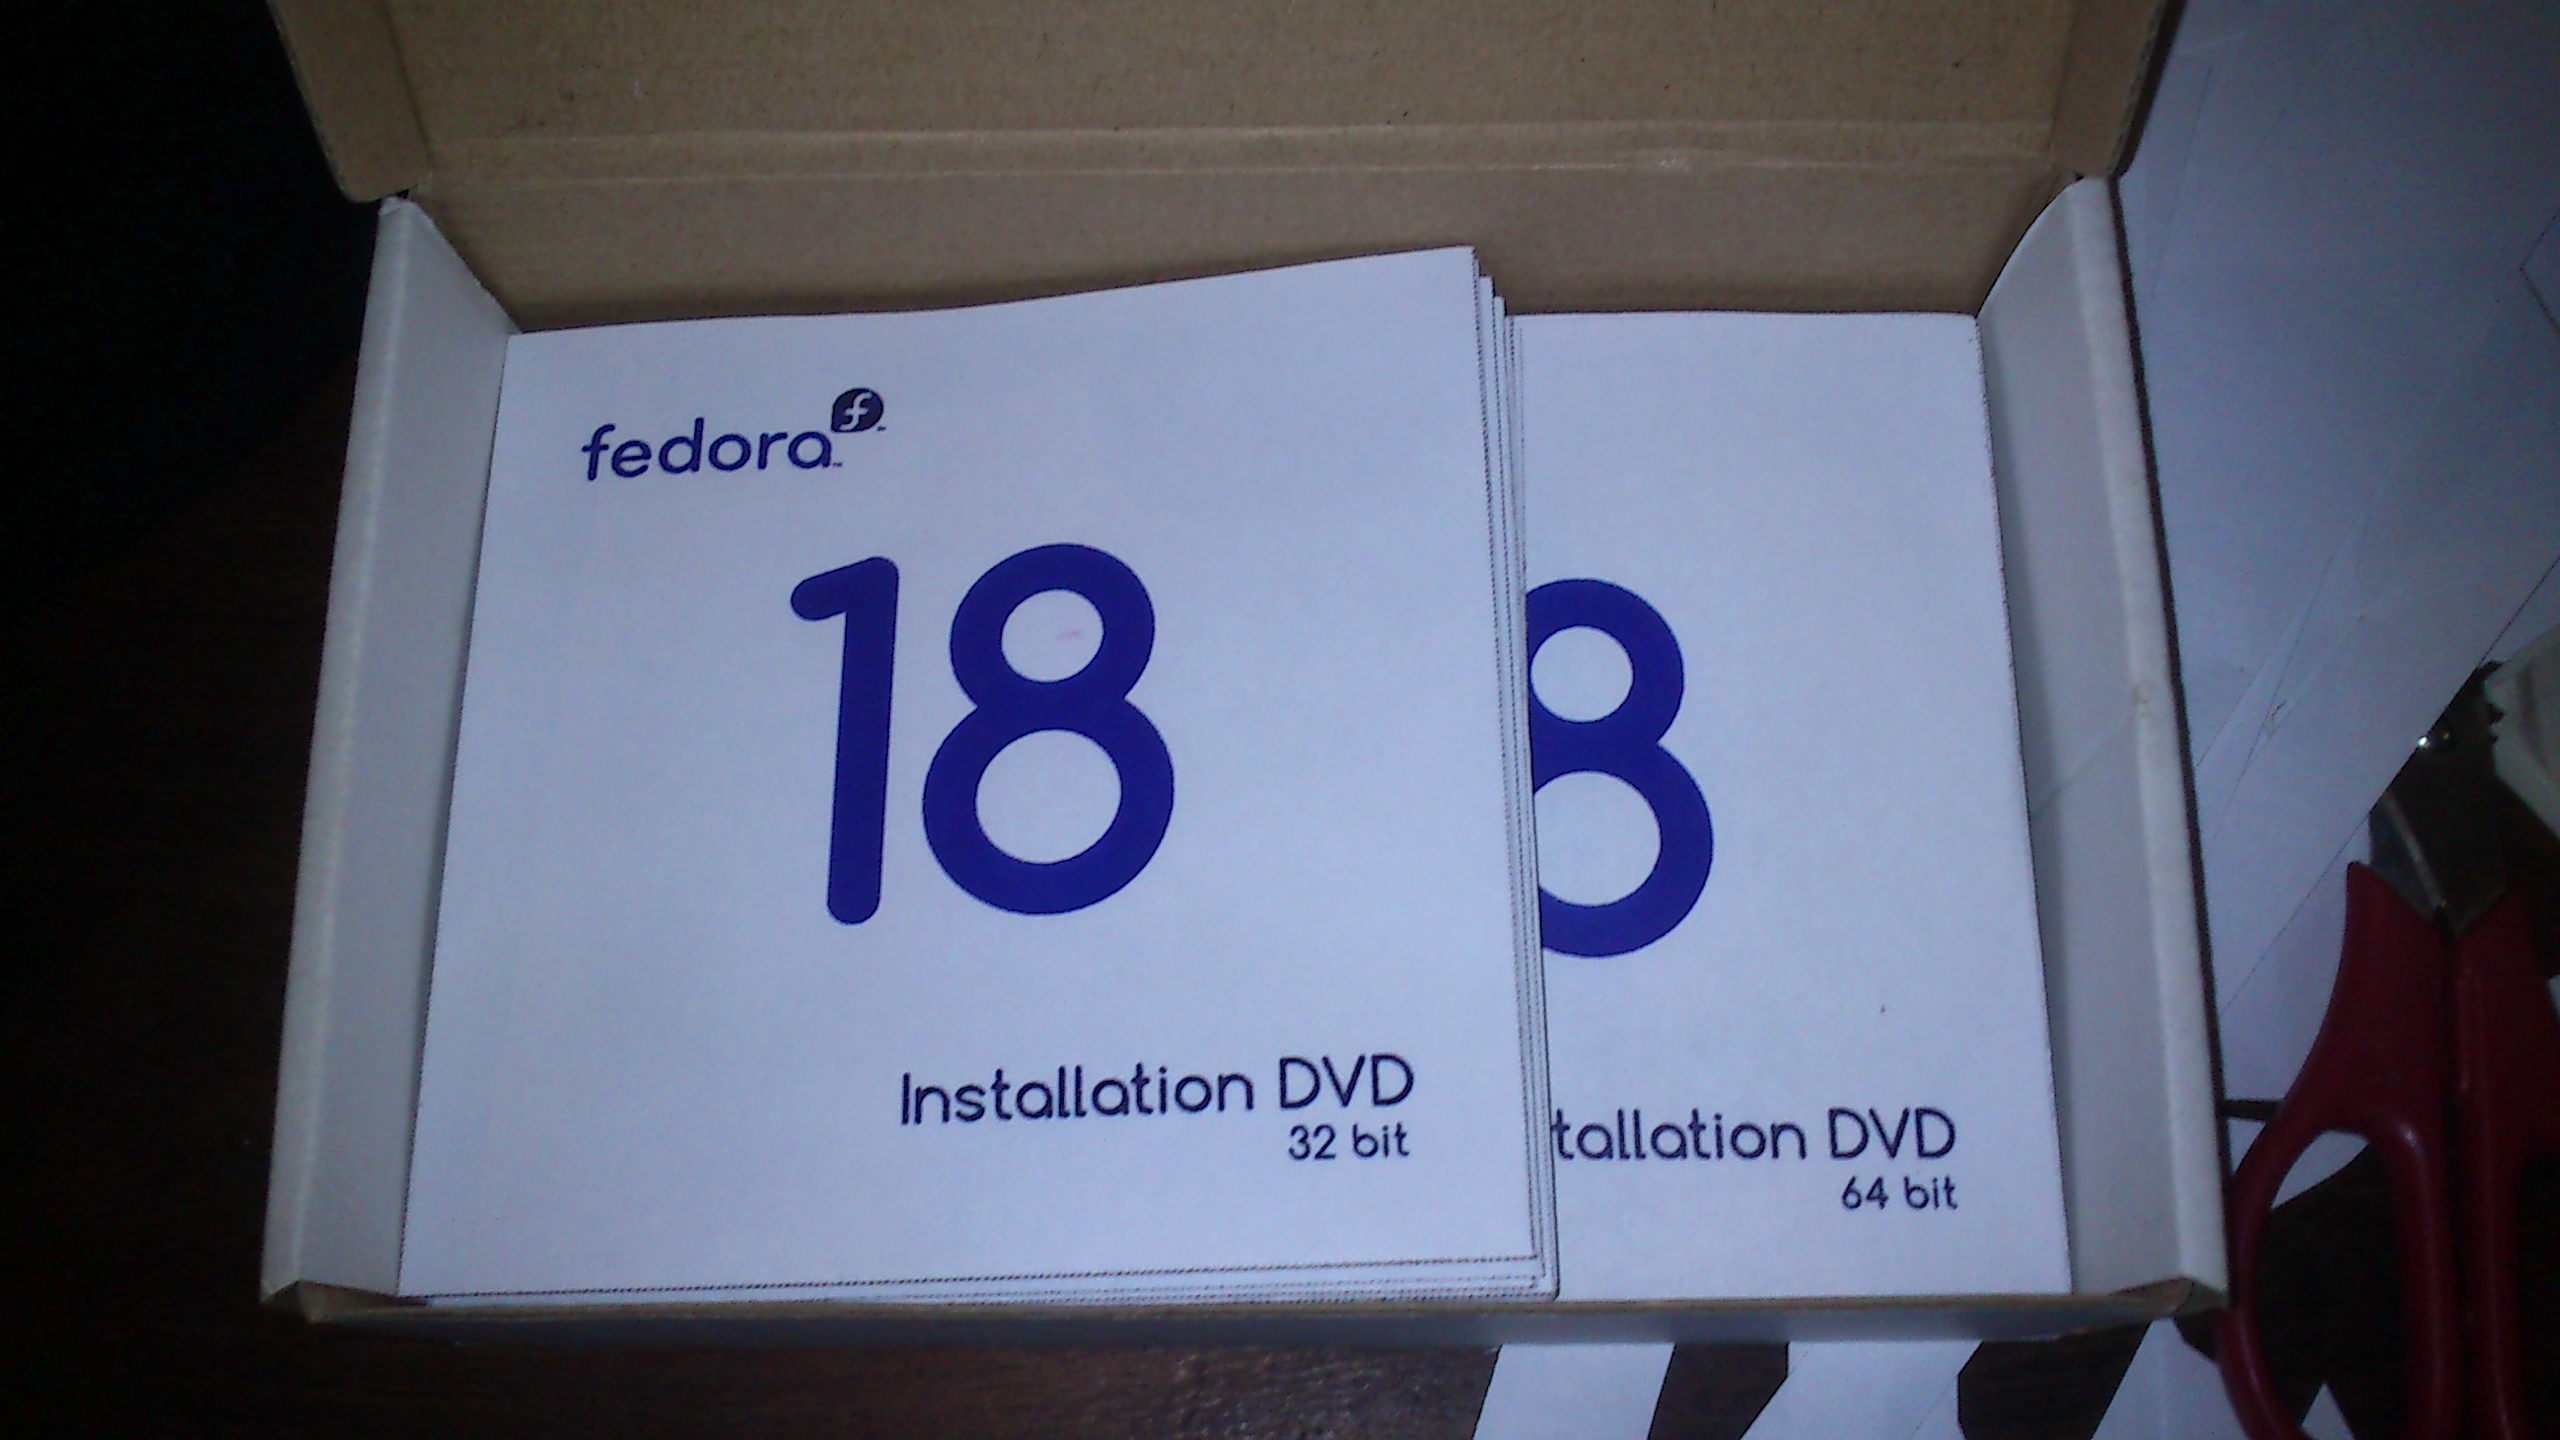 fedora
18
Installation DVD
32 bit
8
tallation DVD
64 bit